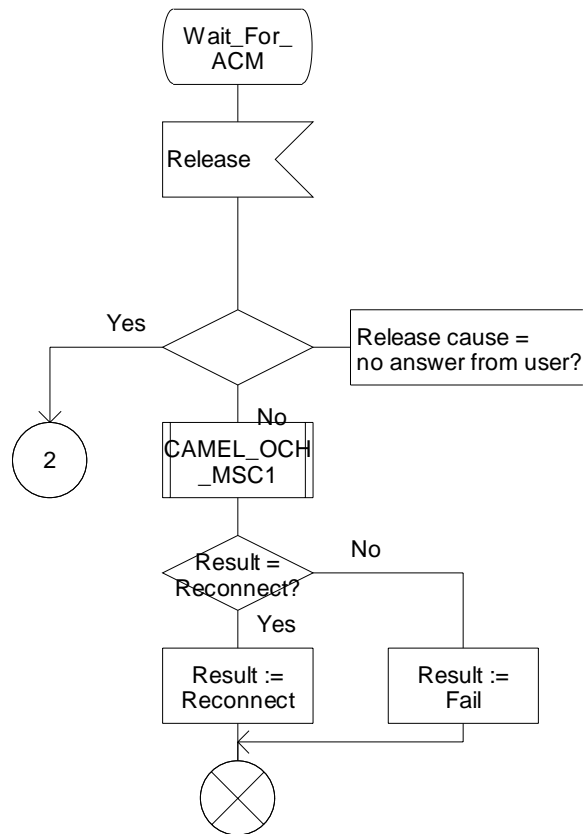 Wait_For_
ACM
Release
Yes
Release cause =
no answer from user?
No
2
CAMEL_OCH
_MSC1
Result =
Reconnect?
No
Yes
Result :=
Reconnect
Result :=
Fail